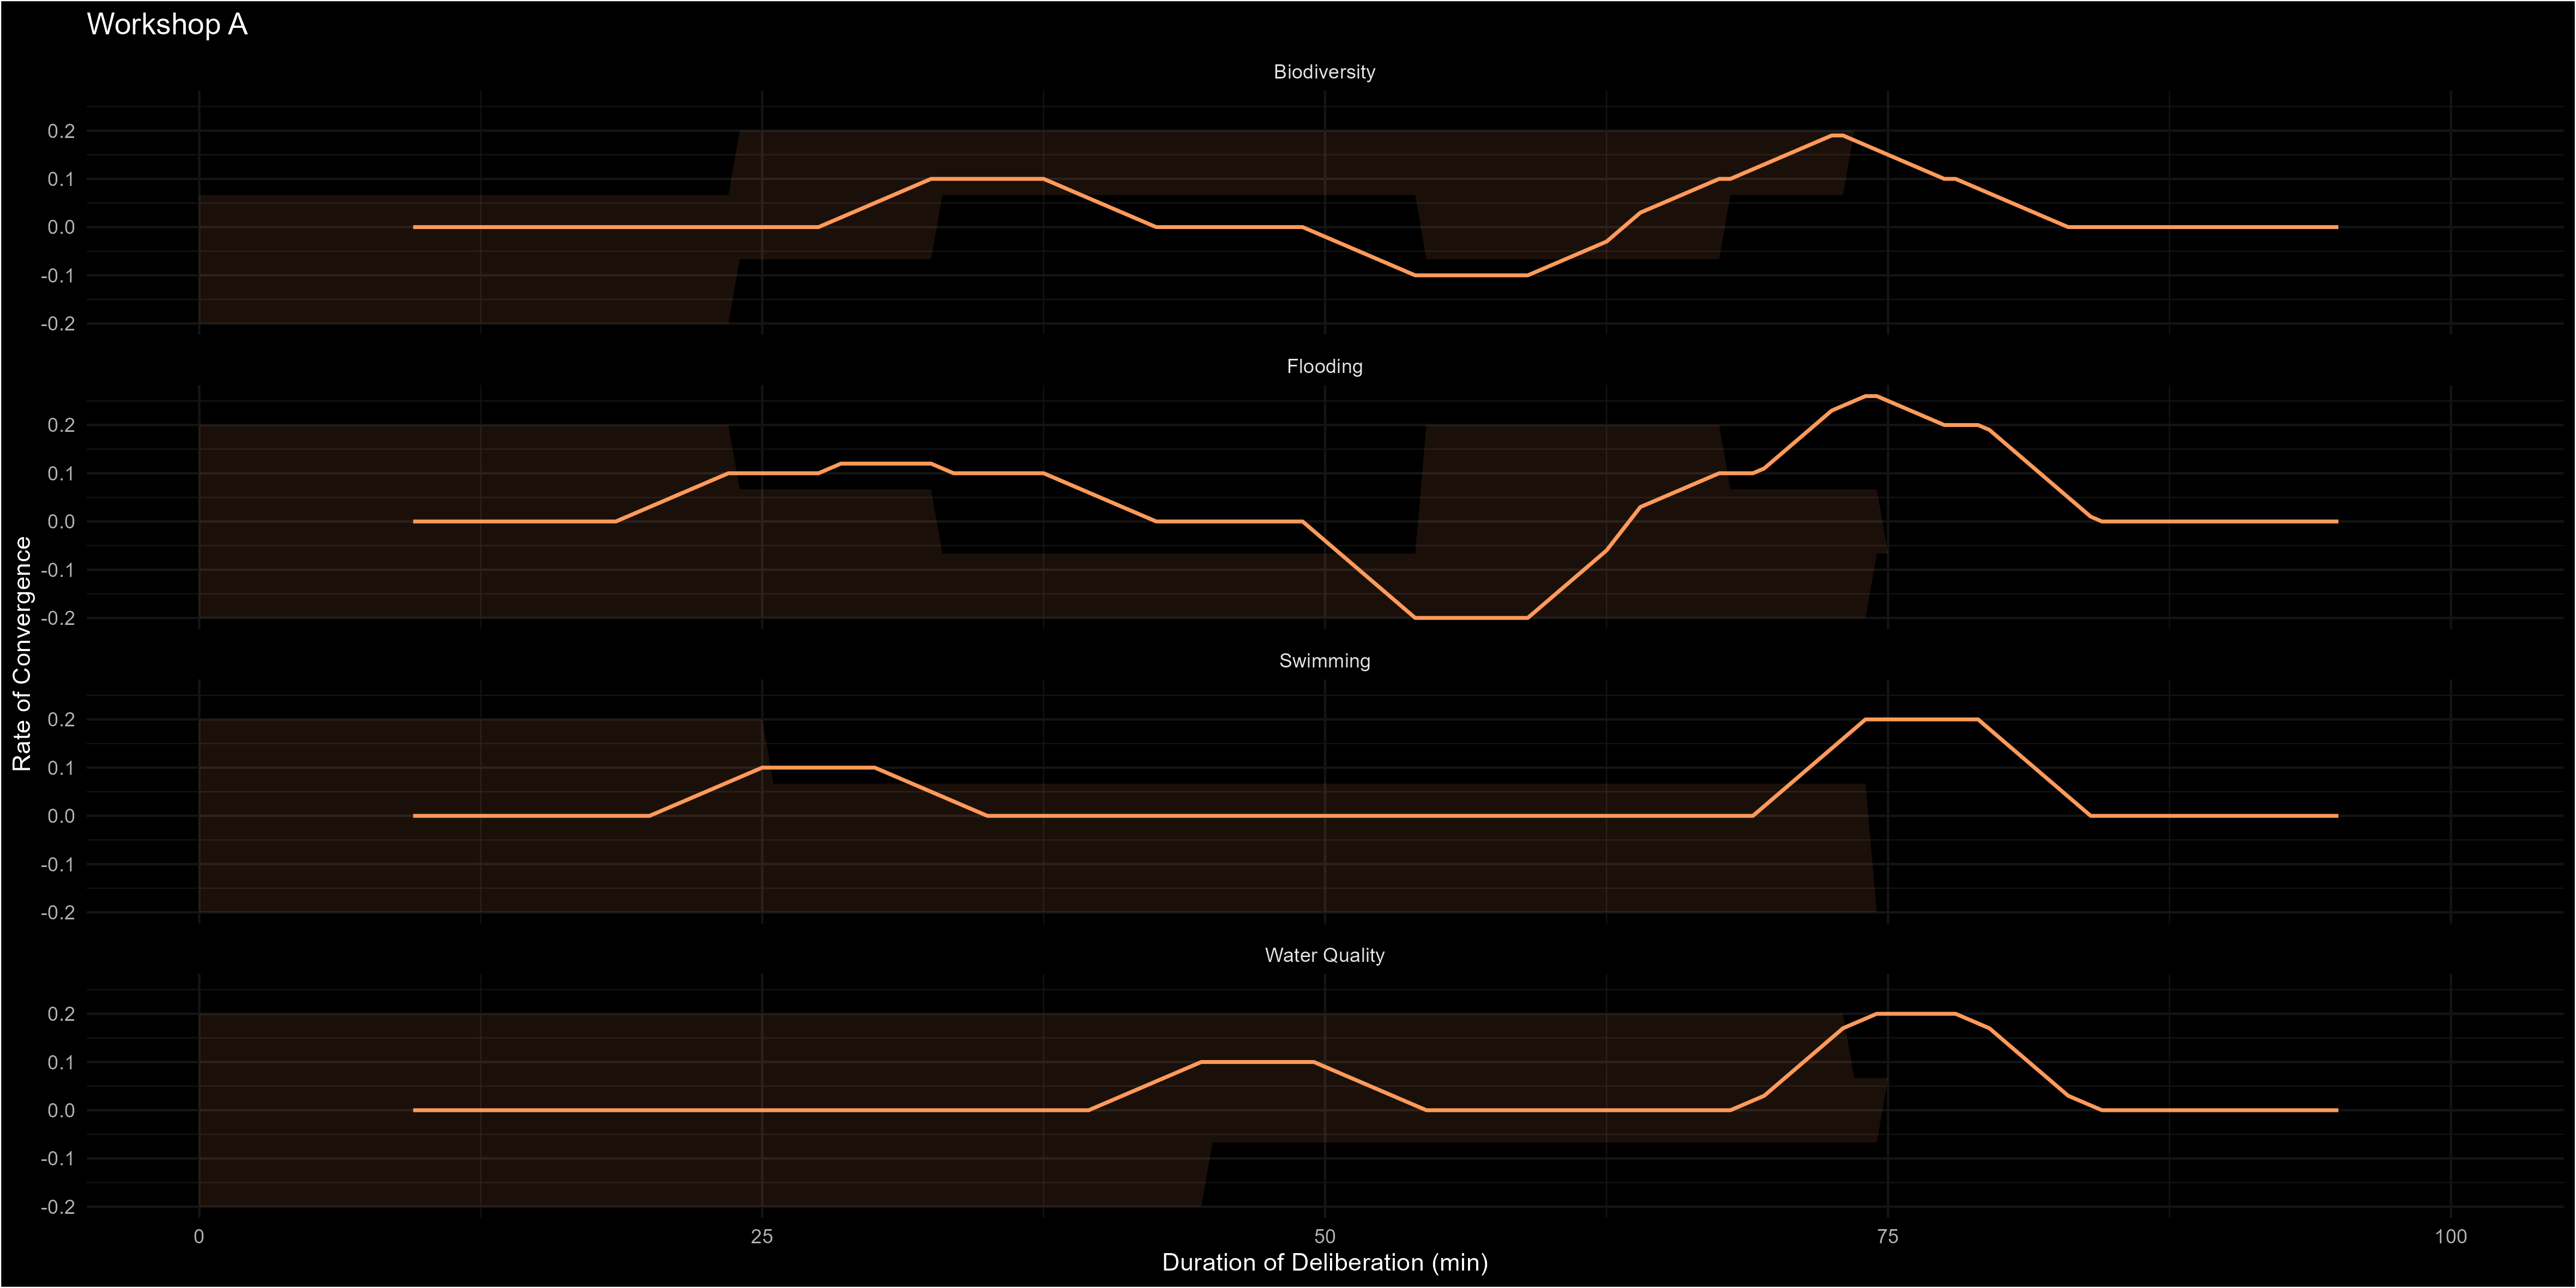 Workshop A
Biodiversity
0.2
0.1
0.0
-0.1
-0.2
Flooding
0.2
0.1
0.0
-0.1
-0.2
Rate of Convergence
Swimming
0.2
0.1
0.0
-0.1
-0.2
Water Quality
0.2
0.1
0.0
-0.1
-0.2
0 25 50 75 100
Duration of Deliberation (min)